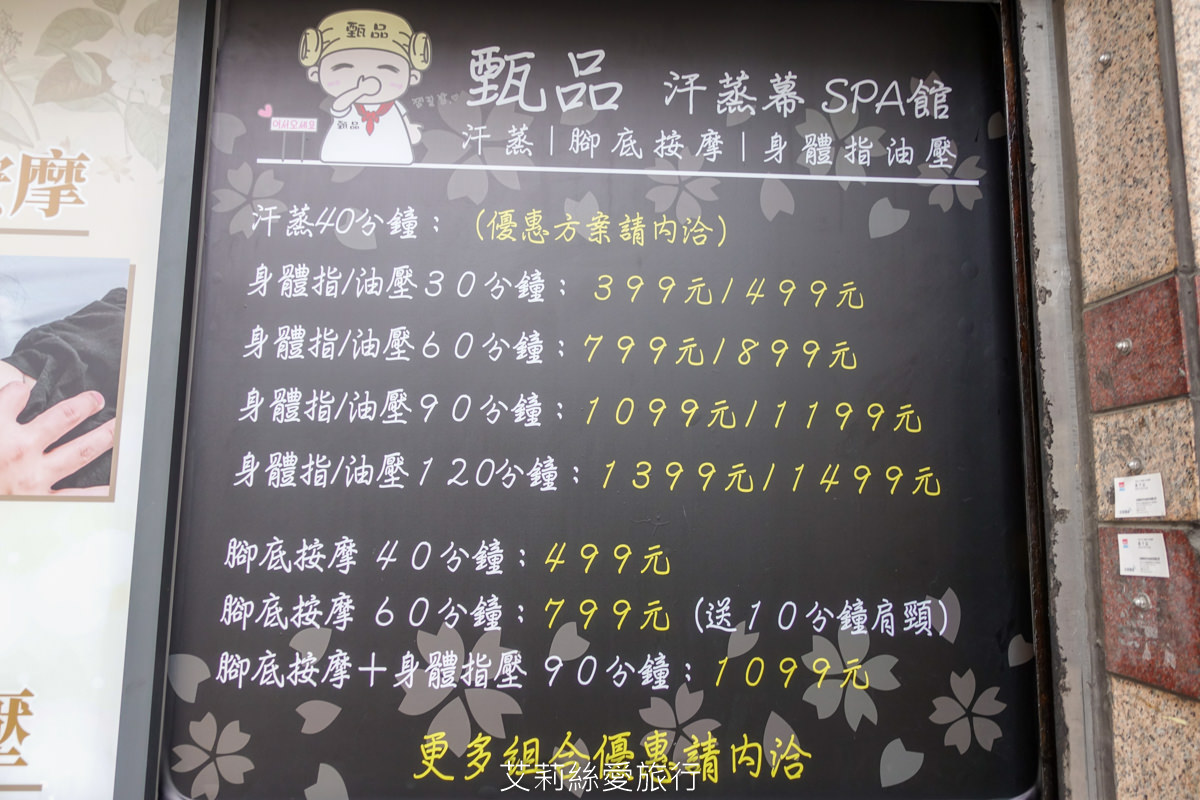 甄品
어서오세요
甄品
甄品 汗蒸幕 SPA館
汗蒸|腳底按摩|身體指油壓
汗蒸40分鐘：（優惠方案請內洽）
身體指/油壓３０分鐘：３９９元/４９９元
身體指/油壓６０分鐘：７９９元/８９９元
身體指/油壓９０分鐘：１０９９元/１１９９元
身體指/油壓１２０分鐘：１３９９元/１４９９元
腳底按摩 ４０分鐘：４９９元
腳底按摩 ６０分鐘：７９９元（送１０分鐘肩頸）
腳底按摩＋身體指壓 ９０分鐘：１０９９元
更多組合優惠請內洽
艾莉絲愛旅行
摩
壓